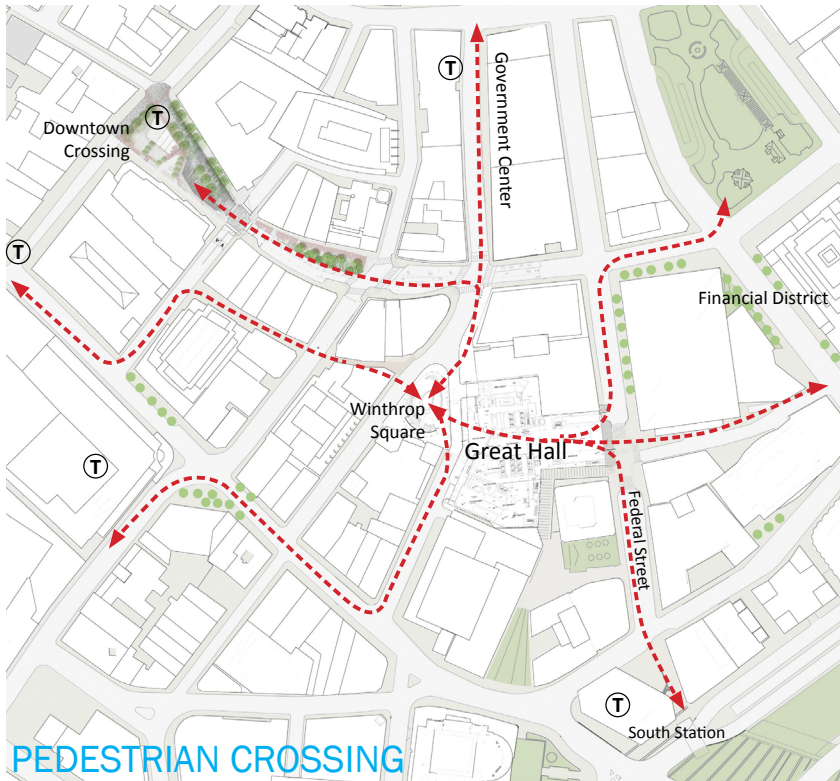 T
Government Center
T
Downtown
Crossing
T
Financial District
Winthrop
Square
Great Hall
T
Federal Street
T
South Station
PEDESTRIAN CROSSING